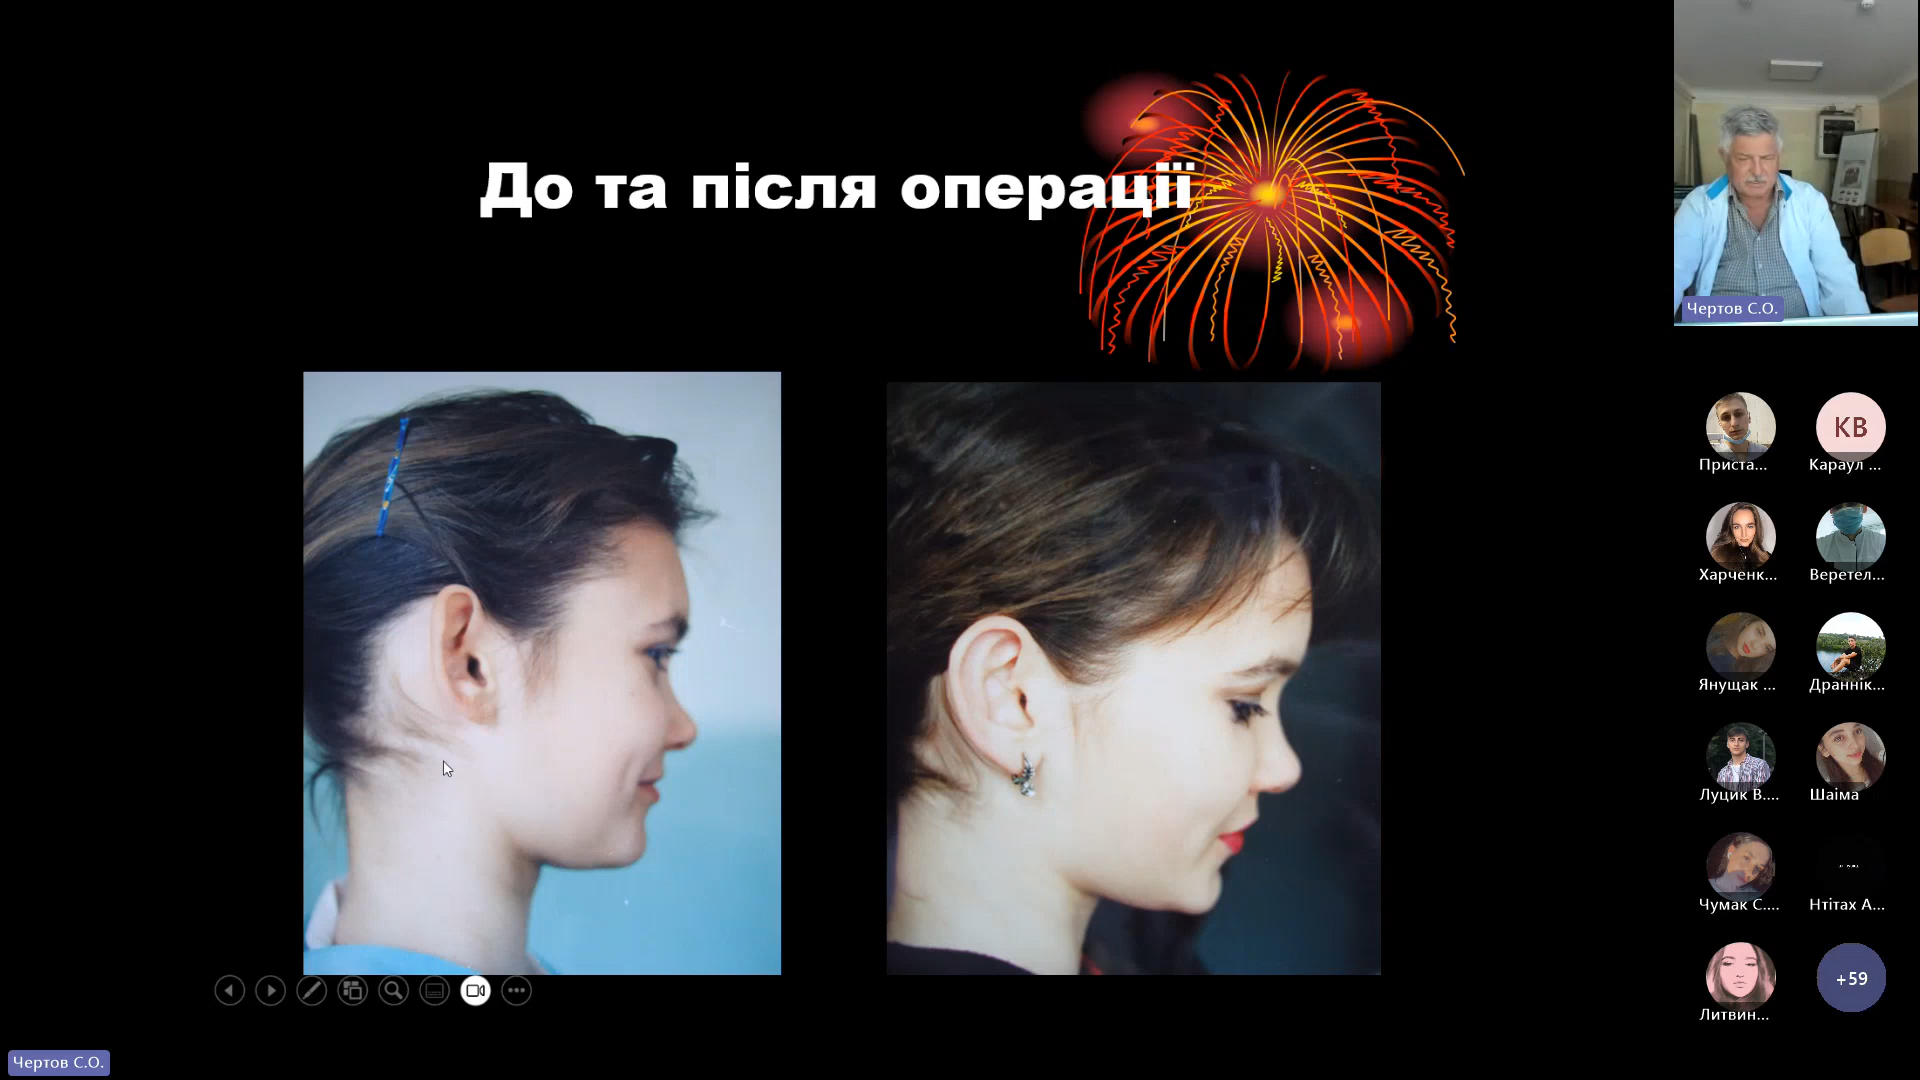 До та після операції
Чертов С.О.
Приста...
КВ
Караул ...
Харченк...
Веретел...
Янущак ...
Драннік...
Луцик В....
Шаіма
Чумак С....
Нтітах А...
Литвин...
+59
Чертов С.О.